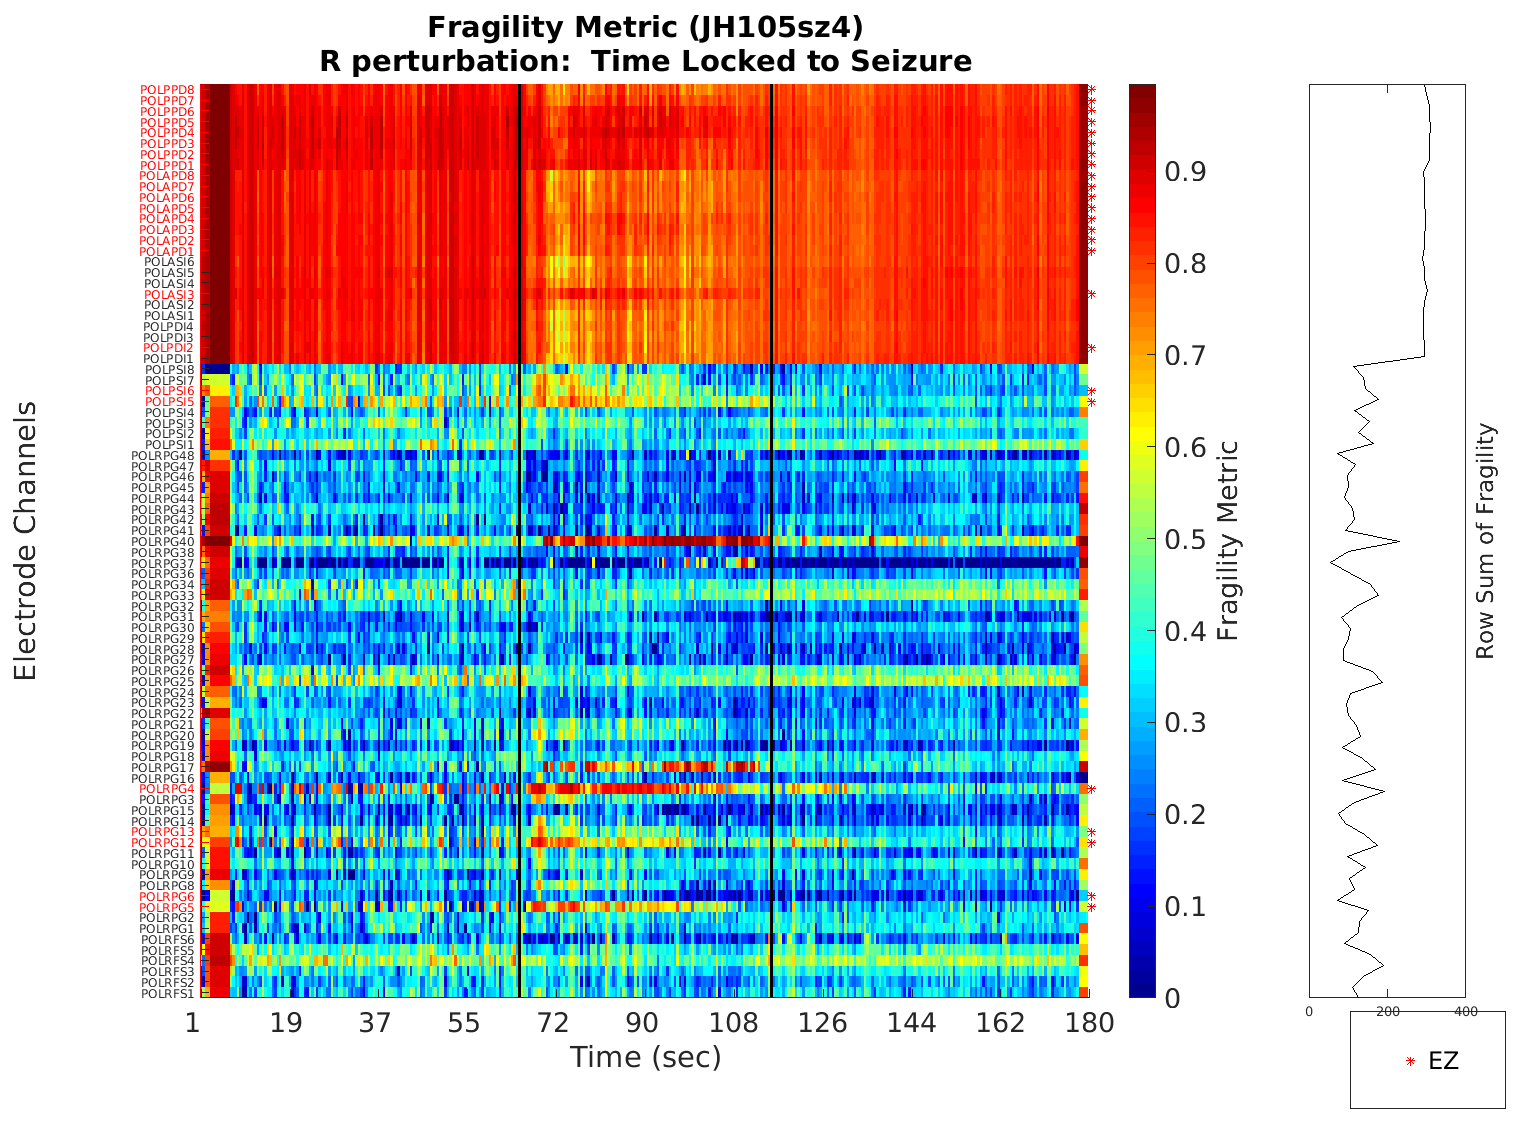 Fragility Metric (JH105sz4)
R perturbation:  Time Locked to Seizure
Electrode Channels
POLPPD8
POLPPD7
POLPPD6
POLPPD5
POLPPD4
POLPPD3
POLPPD2
POLPPD1
POLAPD8
POLAPD7
POLAPD6
POLAPD5
POLAPD4
POLAPD3
POLAPD2
POLAPD1
POLASI6
POLASI5
POLASI4
POLASI3
POLASI2
POLASI1
POLPDI4
POLPDI3
POLPDI2
POLPDI1
POLPSI8
POLPSI7
POLPSI6
POLPSI5
POLPSI4
POLPSI3
POLPSI2
POLPSI1
POLRPG48
POLRPG47
POLRPG46
POLRPG45
POLRPG44
POLRPG43
POLRPG42
POLRPG41
POLRPG40
POLRPG38
POLRPG37
POLRPG36
POLRPG34
POLRPG33
POLRPG32
POLRPG31
POLRPG30
POLRPG29
POLRPG28
POLRPG27
POLRPG26
POLRPG25
POLRPG24
POLRPG23
POLRPG22
POLRPG21
POLRPG20
POLRPG19
POLRPG18
POLRPG17
POLRPG16
POLRPG4
POLRPG3
POLRPG15
POLRPG14
POLRPG13
POLRPG12
POLRPG11
POLRPG10
POLRPG9
POLRPG8
POLRPG6
POLRPG5
POLRPG2
POLRPG1
POLRFS6
POLRFS5
POLRFS4
POLRFS3
POLRFS2
POLRFS1
1 19 37 55 72 90 108 126 144 162 180
Time (sec)
0.9
0.8
0.7
0.6
0.5
0.4
0.3
0.2
0.1
0
Fragility Metric
0 200 400
Row Sum of Fragility
EZ